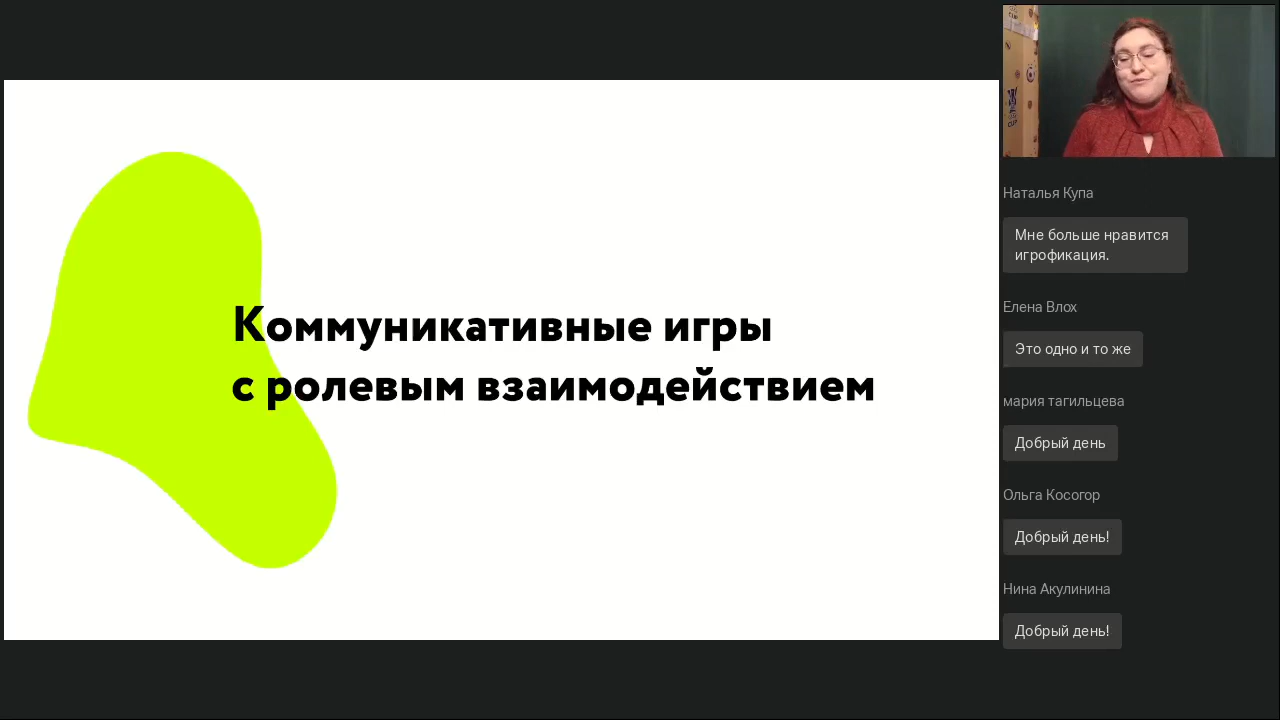 Коммуникативные игры
с ролевым взаимодействием
Наталья Купа
Мне больше нравится
игрофикация.
Елена Влох
Это одно и то же
мария тагильцева
Добрый день
Ольга Косогор
Добрый день!
Нина Акулинина
Добрый день!